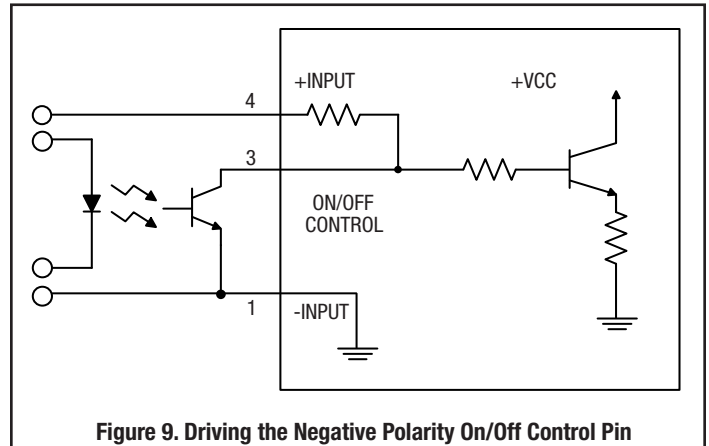 +INPUT
+VCC
4
3
ON/OFF
CONTROL
1
-INPUT
Figure 9. Driving the Negative Polarity On/Off Control Pin